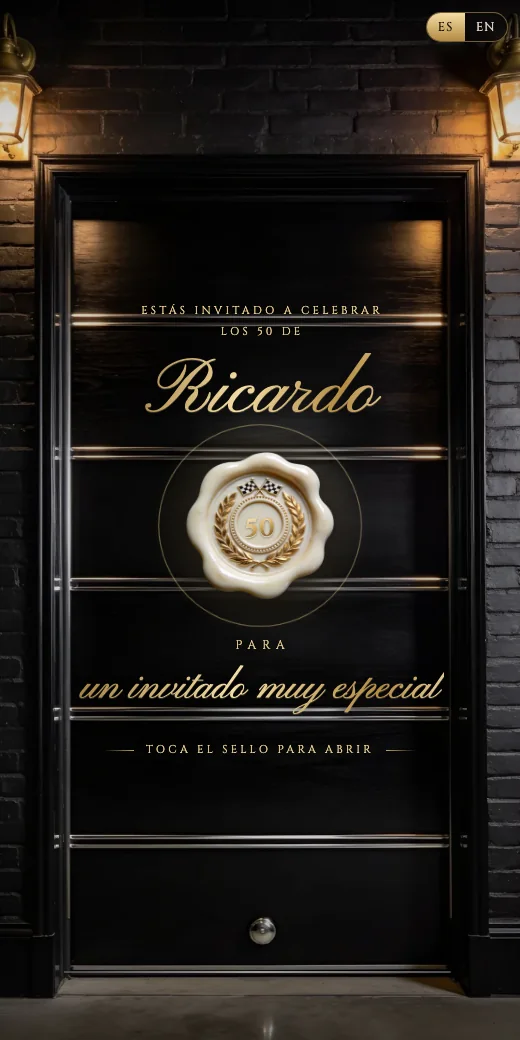 ES EN
ESTÁS INVITADO A CELEBRAR
LOS 50 DE
Ricardo
50
PARA
un invitado muy especial
TOCA EL SELLO PARA ABRIR